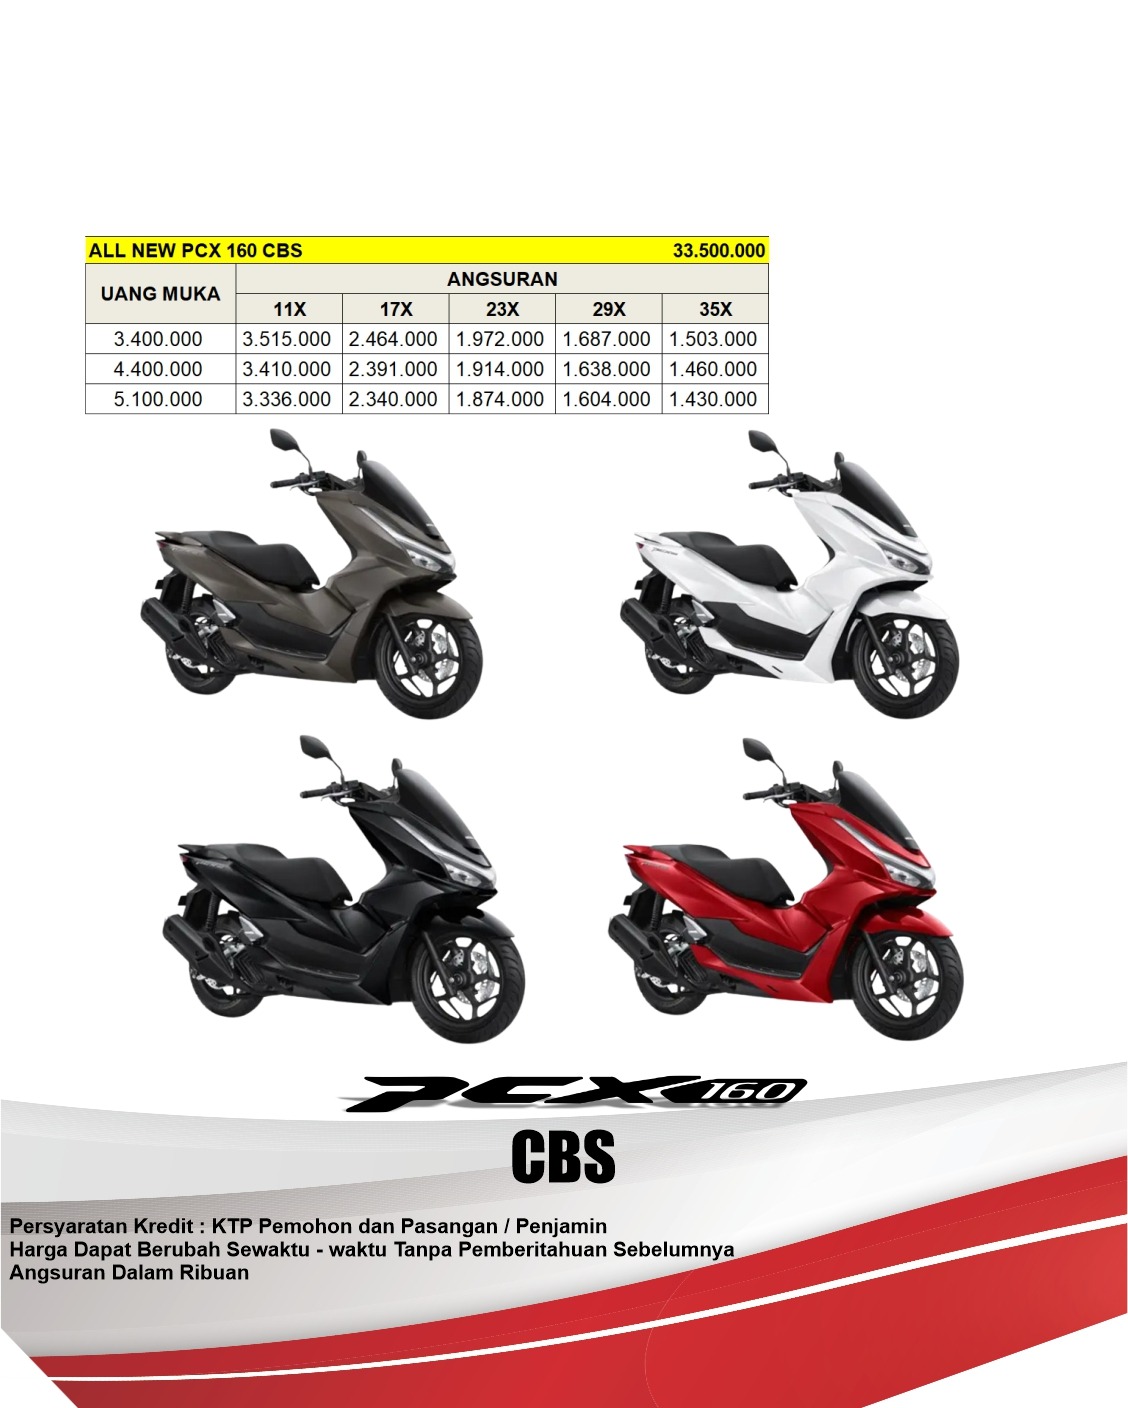 ALL NEW PCX 160 CBS 33.500.000
UANG MUKA ANGSURAN
11X 17X 23X 29X 35X
3.400.000 3.515.000 2.464.000 1.972.000 1.687.000 1.503.000
4.400.000 3.410.000 2.391.000 1.914.000 1.638.000 1.460.000
5.100.000 3.336.000 2.340.000 1.874.000 1.604.000 1.430.000
PCX 160
CBS
Persyaratan Kredit : KTP Pemohon dan Pasangan / Penjamin
Harga Dapat Berubah Sewaktu - waktu Tanpa Pemberitahuan Sebelumnya
Angsuran Dalam Ribuan